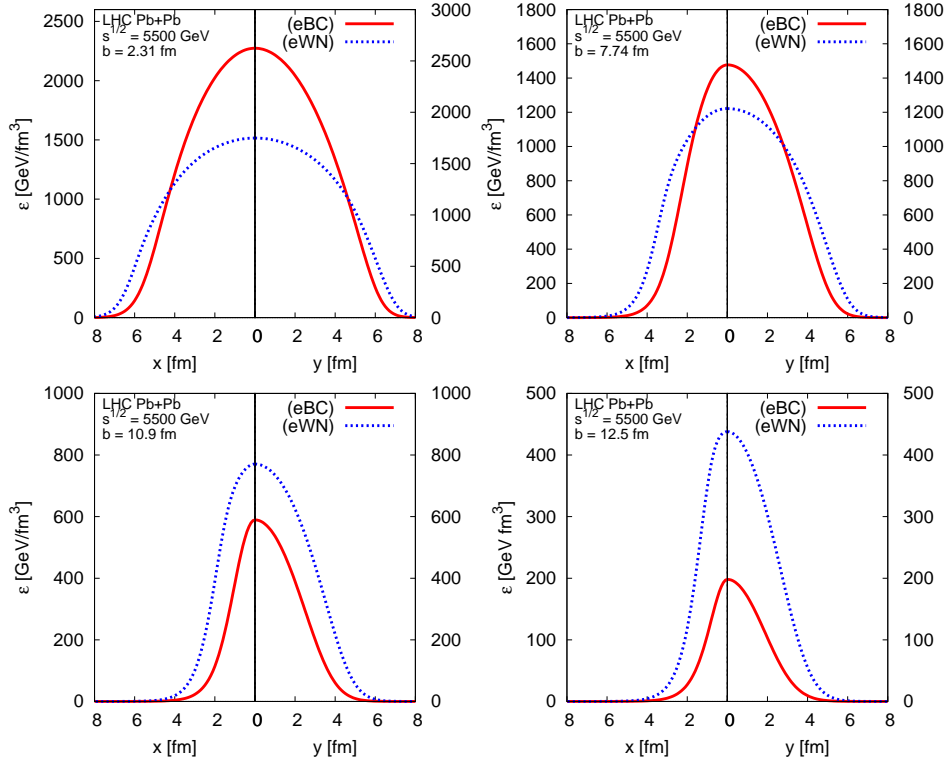 LHC Pb+Pb
s^1/2 = 5500 GeV
b = 2.31 fm
(eBC)
(eWN)
ε [GeV/fm^3]
0 500 1000 1500 2000 2500
0 500 1000 1500 2000 2500 3000
8 6 4 2 0 0 2 4 6 8
x [fm] y [fm]
LHC Pb+Pb
s^1/2 = 5500 GeV
b = 7.74 fm
(eBC)
(eWN)
ε [GeV/fm^3]
0 200 400 600 800 1000 1200 1400 1600 1800
0 200 400 600 800 1000 1200 1400 1600 1800
8 6 4 2 0 0 2 4 6 8
x [fm] y [fm]
LHC Pb+Pb
s^1/2 = 5500 GeV
b = 10.9 fm
(eBC)
(eWN)
ε [GeV/fm^3]
0 200 400 600 800 1000
0 200 400 600 800 1000
8 6 4 2 0 0 2 4 6 8
x [fm] y [fm]
LHC Pb+Pb
s^1/2 = 5500 GeV
b = 12.5 fm
(eBC)
(eWN)
ε [GeV fm^3]
0 100 200 300 400 500
0 100 200 300 400 500
8 6 4 2 0 0 2 4 6 8
x [fm] y [fm]